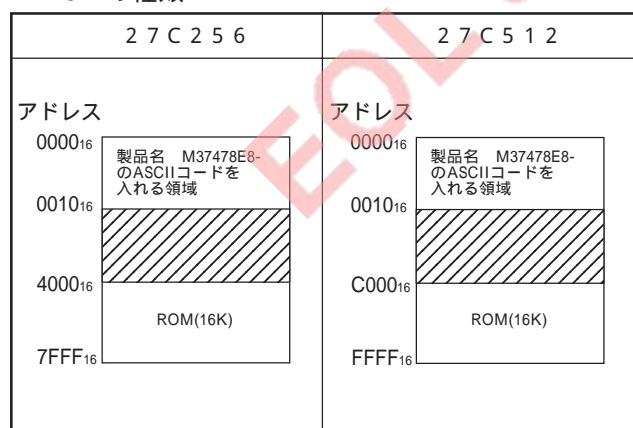 27C256
アドレス
0000₁₆
製品名 M37478E8-
のASCIIコードを
入れる領域
0010₁₆
4000₁₆
ROM(16K)
7FFF₁₆
27C512
アドレス
0000₁₆
製品名 M37478E8-
のASCIIコードを
入れる領域
0010₁₆
C000₁₆
ROM(16K)
FFFF₁₆
EOL